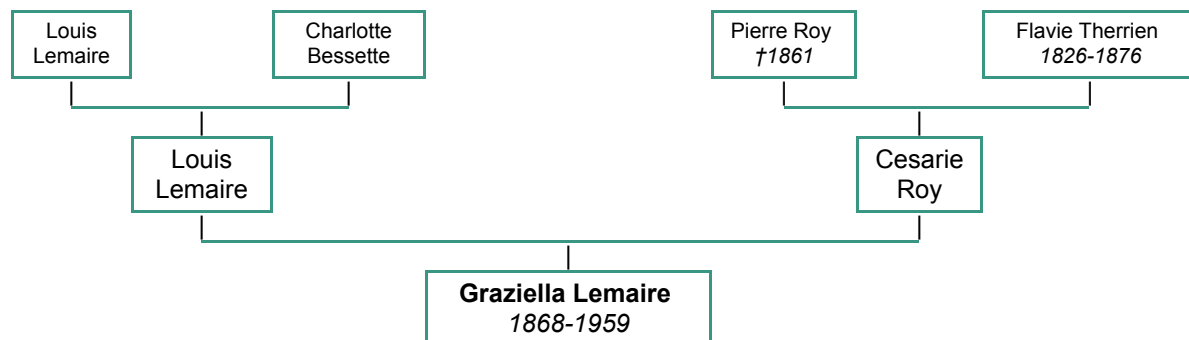 Louis
Lemaire
Charlotte
Bessette
Pierre Roy
†1861
Flavie Therrien
1826-1876
Louis
Lemaire
Cesarie
Roy
Graziella Lemaire
1868-1959